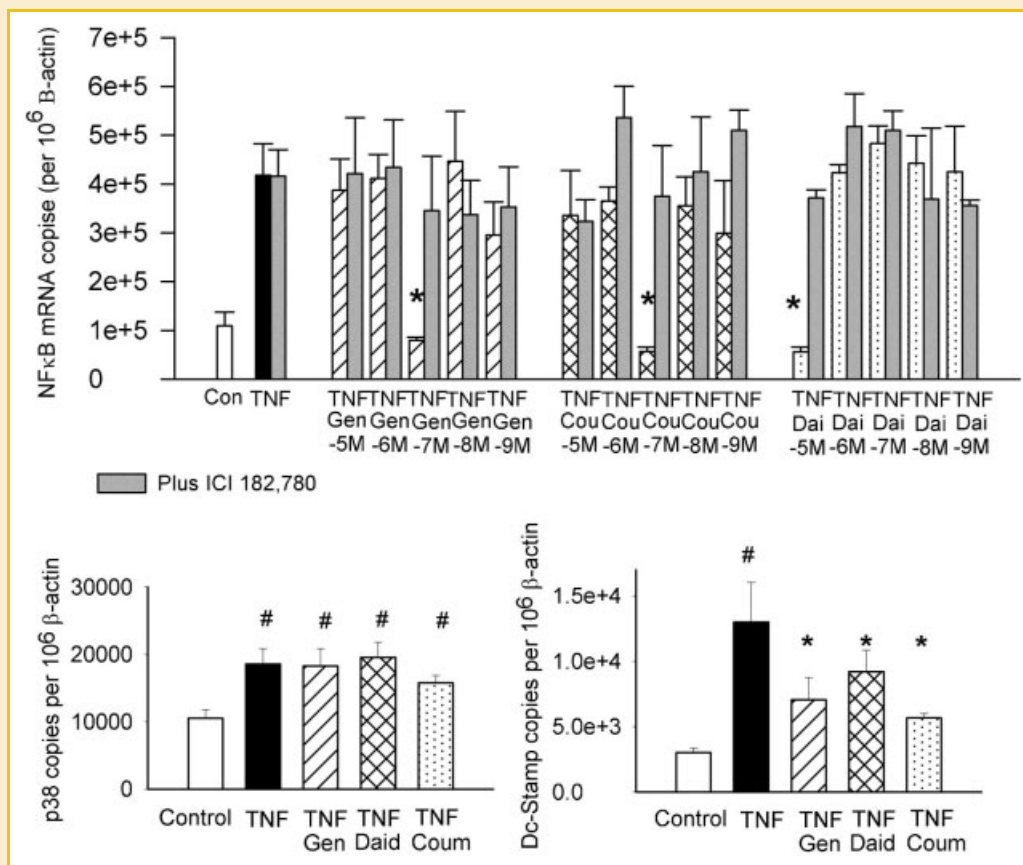 NFκB mRNA copise (per 10⁶ B-actin)
7e+5
6e+5
5e+5
4e+5
3e+5
2e+5
1e+5
0
* * *
Con TNF TNF TNF TNF TNF TNF TNF TNF TNF TNF TNF TNF TNF TNF TNF TNF
Gen Gen Gen Gen Gen Cou Cou Cou Cou Cou Dai Dai Dai Dai Dai
-5M -6M -7M -8M -9M -5M -6M -7M -8M -9M -5M -6M -7M -8M -9M
Plus ICI 182,780
p38 copies per 10⁶ β-actin
30000
20000
10000
0
# # # #
Control TNF TNF TNF TNF
Gen Daid Coum
Dc-Stamp copies per 10⁶ β-actin
1.5e+4
1.0e+4
5.0e+3
0.0
# * * *
Control TNF TNF TNF TNF
Gen Daid Coum